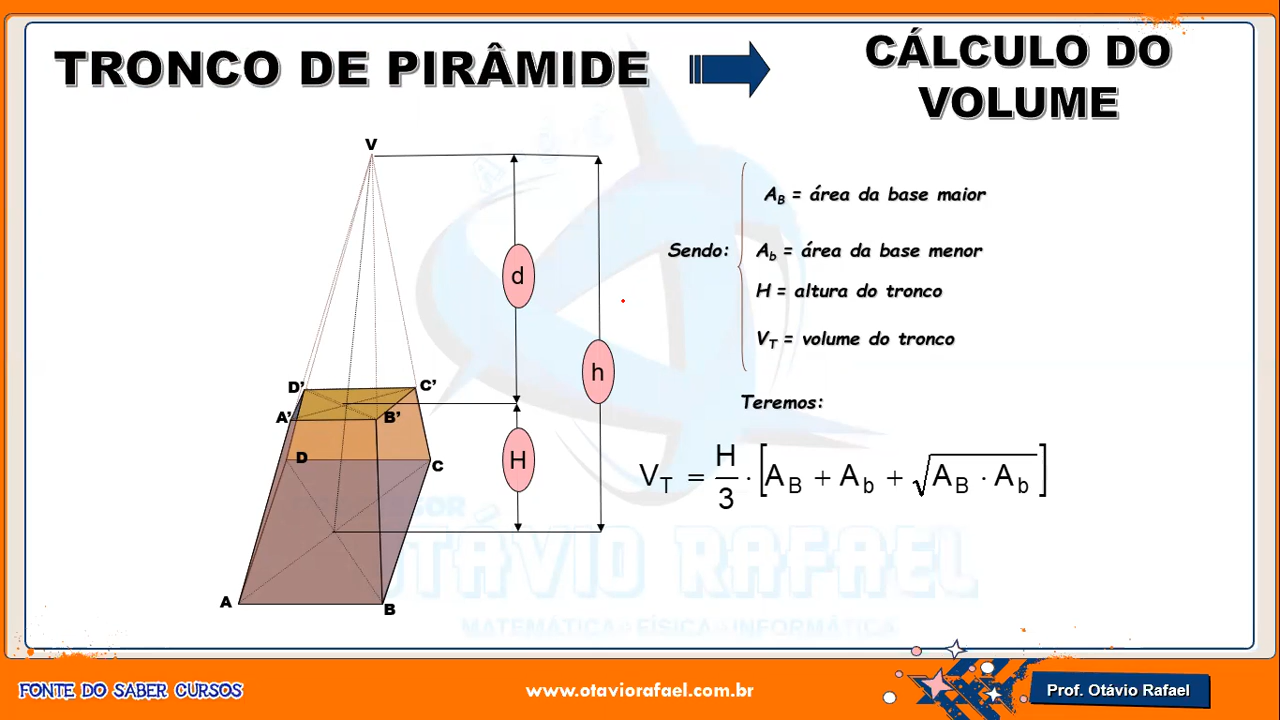 TRONCO DE PIRÂMIDE
CÁLCULO DO
VOLUME
V
d
h
H
D’
C’
A’
B’
D
C
A
B
Sendo:
A_B = área da base maior
A_b = área da base menor
H = altura do tronco
V_T = volume do tronco
Teremos:
V_T = H/3 · [A_B + A_b + √(A_B · A_b)]
OTÁVIO RAFAEL
MATEMÁTICA - FÍSICA - INFORMÁTICA
FONTE DO SABER CURSOS
www.otaviorafael.com.br
Prof. Otávio Rafael